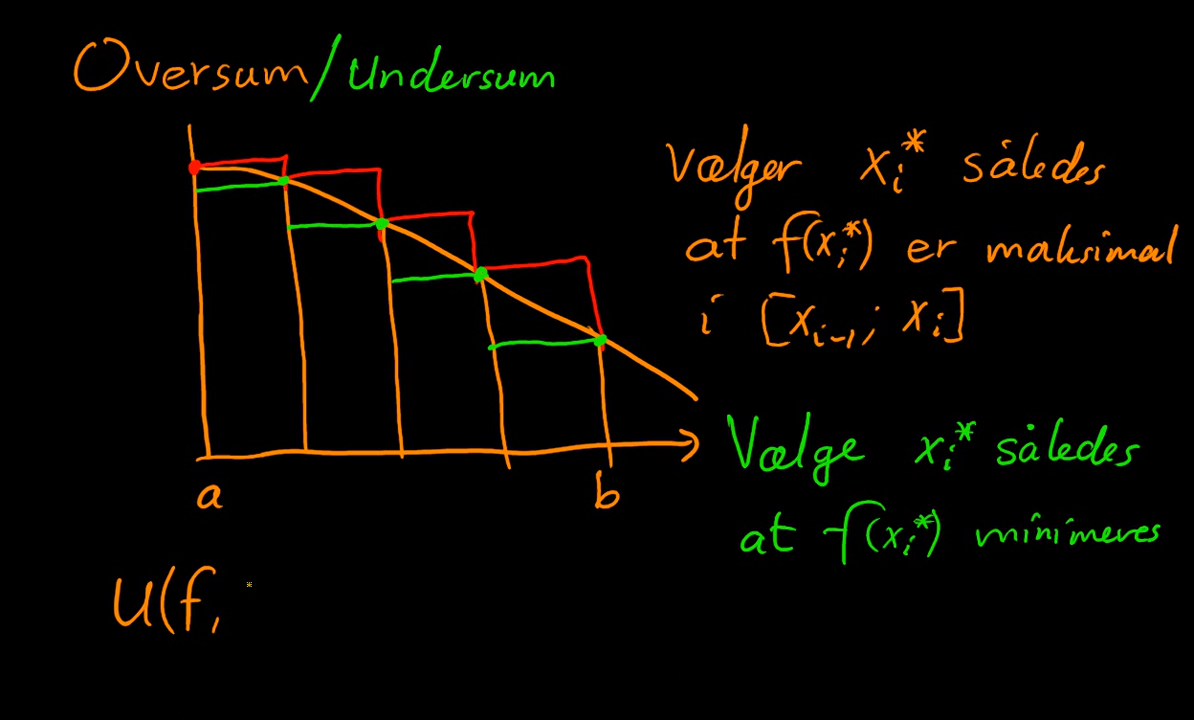 Oversum/Undersum
Vælger xᵢ* således
at f(xᵢ*) er maksimal
i [xᵢ₋₁; xᵢ]
Vælge xᵢ* således
at f(xᵢ*) minimeres
a b
U(f,